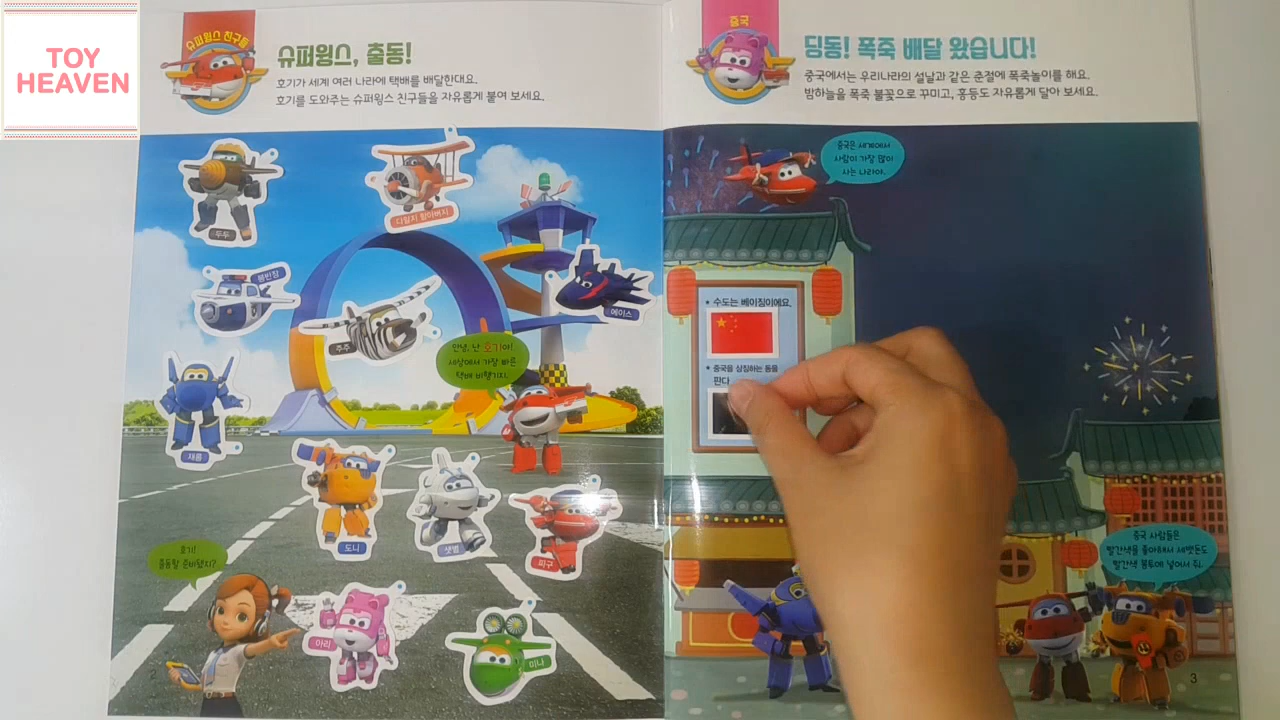 TOY
HEAVEN
슈퍼윙스 친구들
슈퍼윙스, 출동!
호기가 세계 여러 나라에 택배를 배달한대요.
호기를 도와주는 슈퍼윙스 친구들을 자유롭게 붙여 보세요.
두두
다림지 할아버지
경반장
에이스
주주
안녕, 난 호기야!
세상에서 가장 빠른
택배 비행기지.
재롬
도니
샛별
파구
호기!
출동할 준비됐지?
아리
미나
2
중국
딩동! 폭죽 배달 왔습니다!
중국에서는 우리나라의 설날과 같은 춘절에 폭죽놀이를 해요.
밤하늘을 폭죽 불꽃으로 꾸미고, 홍등도 자유롭게 달아 보세요.
중국은 세계에서
사람이 가장 많이
사는 나라야.
수도는 베이징이에요.
중국을 상징하는 동물
판다
중국 사람들은
빨간색을 좋아해서 세뱃돈도
빨간색 봉투에 넣어서 줘.
3